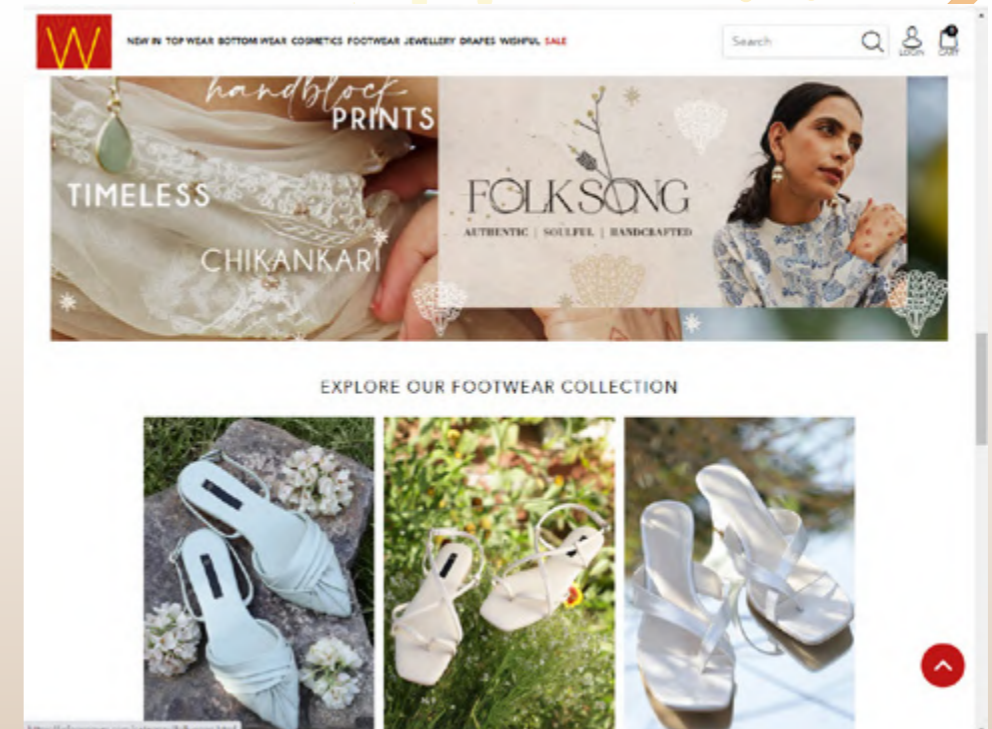 W
NEW IN TOP WEAR BOTTOM WEAR COSMETICS FOOTWEAR JEWELLERY DRAPES WISHFUL SALE
Search
LOGIN
0
CART
handblock
PRINTS
TIMELESS
CHIKANKARI
FOLKSONG
AUTHENTIC | SOULFUL | HANDCRAFTED
EXPLORE OUR FOOTWEAR COLLECTION